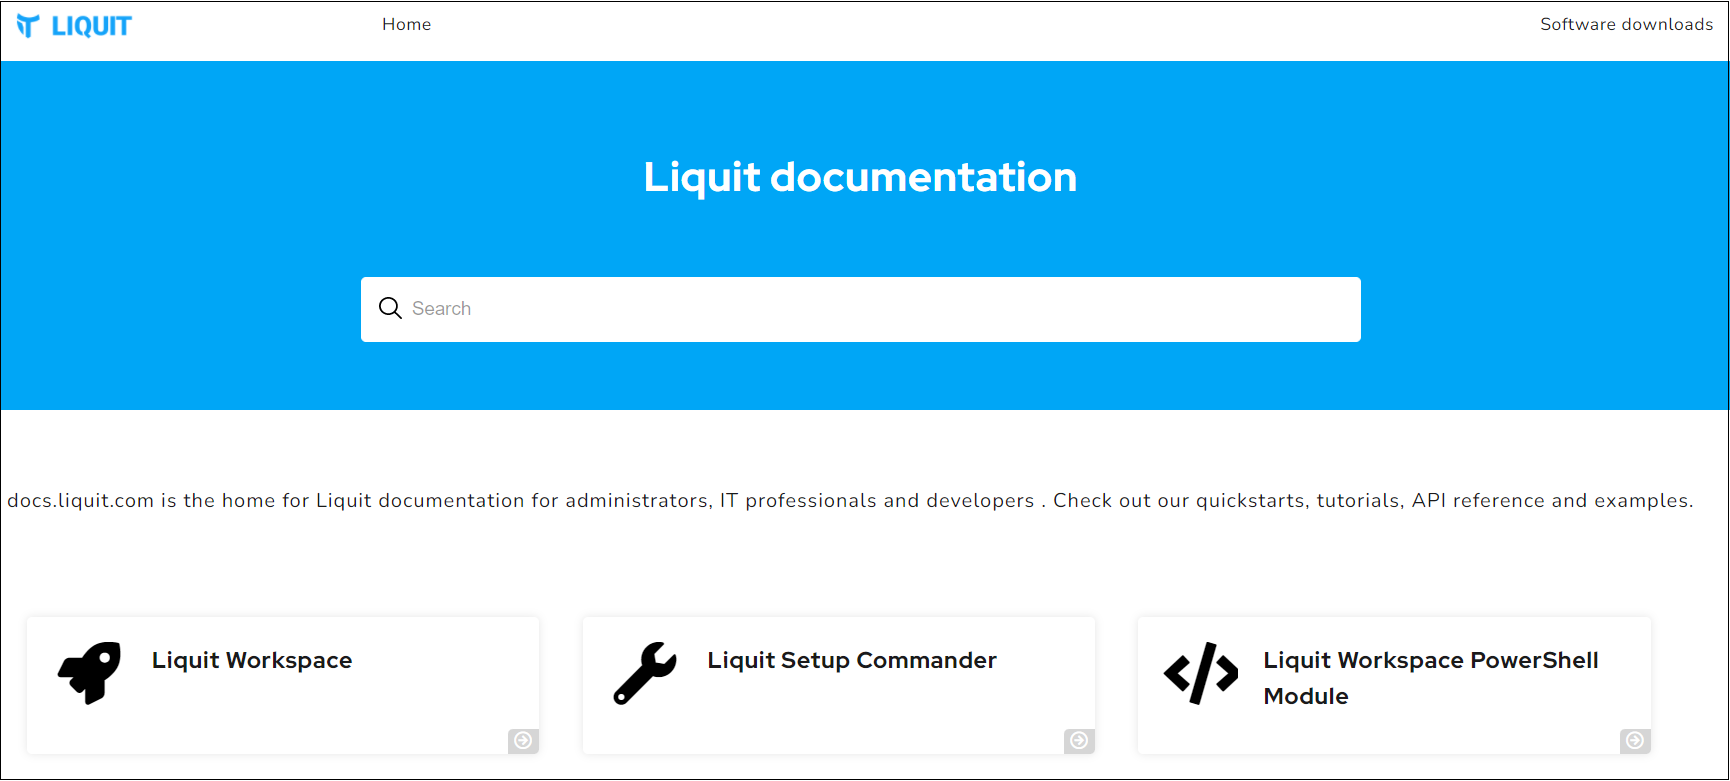 LIQUIT
Home
Software downloads
Liquit documentation
Search
docs.liquit.com is the home for Liquit documentation for administrators, IT professionals and developers . Check out our quickstarts, tutorials, API reference and examples.
Liquit Workspace
Liquit Setup Commander
Liquit Workspace PowerShell
Module